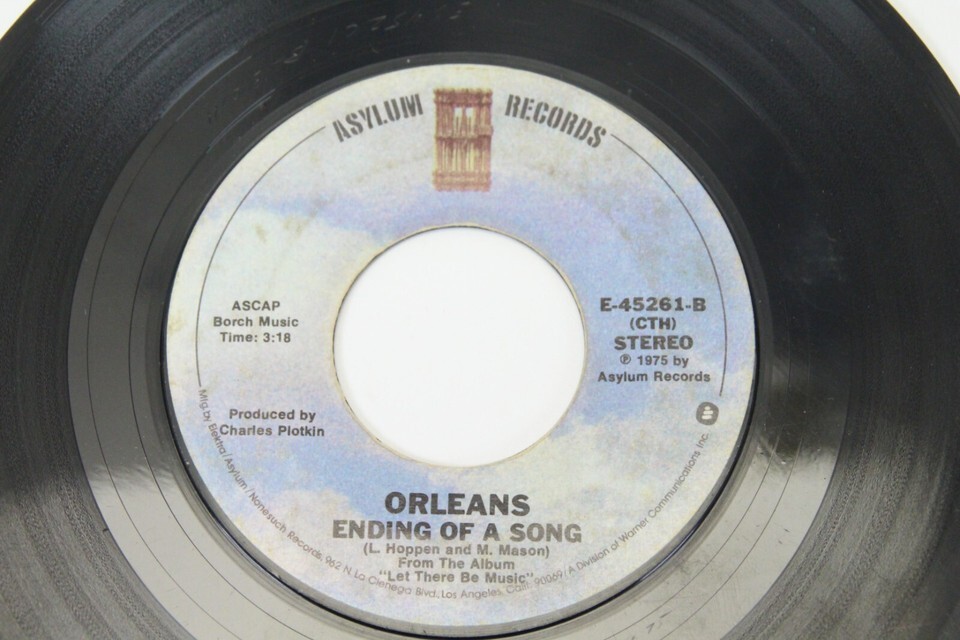 ASYLUM RECORDS
ASCAP
Borch Music
Time: 3:18
E-45261-B
(CTH)
STEREO
℗ 1975 by
Asylum Records
Produced by
Charles Plotkin
ORLEANS
ENDING OF A SONG
(L. Hoppen and M. Mason)
From The Album
"Let There Be Music"
Mfg. by Elektra/Asylum/Nonesuch Records, 962 N. La Cienega Blvd., Los Angeles, Calif. 90069/A Division of Warner Communications Inc.